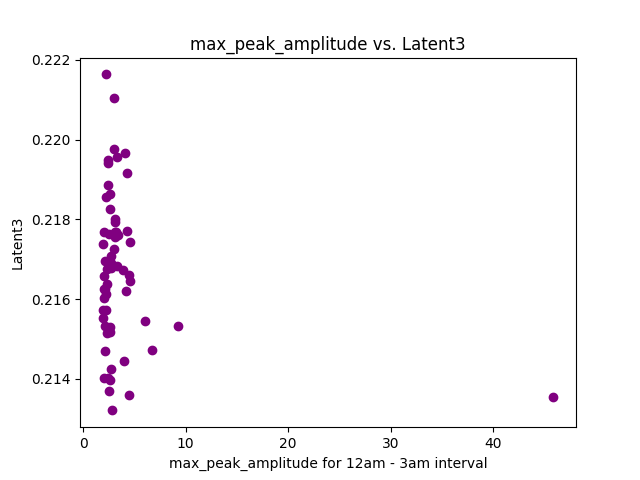 max_peak_amplitude vs. Latent3
0.222
0.220
0.218
0.216
0.214
Latent3
0 10 20 30 40
max_peak_amplitude for 12am - 3am interval